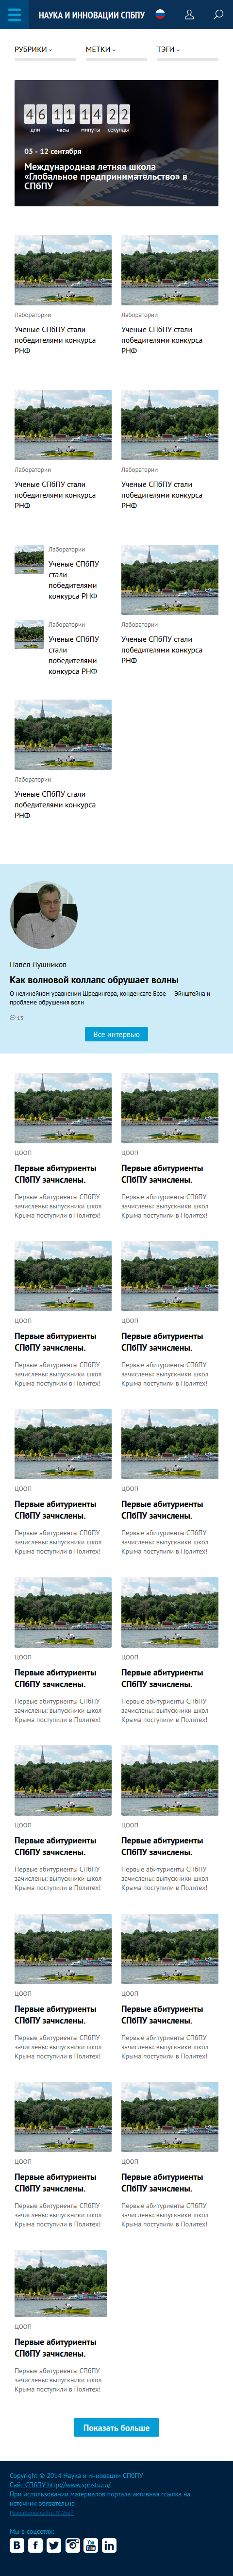 НАУКА И ИННОВАЦИИ СПБПУ
РУБРИКИ
МЕТКИ
ТЭГИ
46 11 14 22
дни часы минуты секунды
05 - 12 сентября
Международная летняя школа
«Глобальное предпринимательство» в
СПбПУ
Лаборатории
Ученые СПбПУ стали
победителями конкурса
РНФ
Лаборатории
Ученые СПбПУ стали
победителями конкурса
РНФ
Лаборатории
Ученые СПбПУ стали
победителями конкурса
РНФ
Лаборатории
Ученые СПбПУ стали
победителями конкурса
РНФ
Лаборатории
Ученые СПбПУ
стали
победителями
конкурса РНФ
Лаборатории
Ученые СПбПУ
стали
победителями
конкурса РНФ
Лаборатории
Ученые СПбПУ стали
победителями конкурса
РНФ
Лаборатории
Ученые СПбПУ стали
победителями конкурса
РНФ
Павел Лушников
Как волновой коллапс обрушает волны
О нелинейном уравнении Шредингера, конденсате Бозе — Эйнштейна и
проблеме обрушения волн
13
Все интервью
ЦООП
Первые абитуриенты
СПбПУ зачислены.
Первые абитуриенты СПбПУ
зачислены: выпускники школ
Крыма поступили в Политех!
ЦООП
Первые абитуриенты
СПбПУ зачислены.
Первые абитуриенты СПбПУ
зачислены: выпускники школ
Крыма поступили в Политех!
ЦООП
Первые абитуриенты
СПбПУ зачислены.
Первые абитуриенты СПбПУ
зачислены: выпускники школ
Крыма поступили в Политех!
ЦООП
Первые абитуриенты
СПбПУ зачислены.
Первые абитуриенты СПбПУ
зачислены: выпускники школ
Крыма поступили в Политех!
ЦООП
Первые абитуриенты
СПбПУ зачислены.
Первые абитуриенты СПбПУ
зачислены: выпускники школ
Крыма поступили в Политех!
ЦООП
Первые абитуриенты
СПбПУ зачислены.
Первые абитуриенты СПбПУ
зачислены: выпускники школ
Крыма поступили в Политех!
ЦООП
Первые абитуриенты
СПбПУ зачислены.
Первые абитуриенты СПбПУ
зачислены: выпускники школ
Крыма поступили в Политех!
ЦООП
Первые абитуриенты
СПбПУ зачислены.
Первые абитуриенты СПбПУ
зачислены: выпускники школ
Крыма поступили в Политех!
ЦООП
Первые абитуриенты
СПбПУ зачислены.
Первые абитуриенты СПбПУ
зачислены: выпускники школ
Крыма поступили в Политех!
ЦООП
Первые абитуриенты
СПбПУ зачислены.
Первые абитуриенты СПбПУ
зачислены: выпускники школ
Крыма поступили в Политех!
ЦООП
Первые абитуриенты
СПбПУ зачислены.
Первые абитуриенты СПбПУ
зачислены: выпускники школ
Крыма поступили в Политех!
ЦООП
Первые абитуриенты
СПбПУ зачислены.
Первые абитуриенты СПбПУ
зачислены: выпускники школ
Крыма поступили в Политех!
ЦООП
Первые абитуриенты
СПбПУ зачислены.
Первые абитуриенты СПбПУ
зачислены: выпускники школ
Крыма поступили в Политех!
ЦООП
Первые абитуриенты
СПбПУ зачислены.
Первые абитуриенты СПбПУ
зачислены: выпускники школ
Крыма поступили в Политех!
ЦООП
Первые абитуриенты
СПбПУ зачислены.
Первые абитуриенты СПбПУ
зачислены: выпускники школ
Крыма поступили в Политех!
Показать больше
Copyright © 2014 Наука и инновации СПбПУ
Сайт СПбПУ http://www.spbstu.ru/
При использовании материалов портала активная ссылка на
источник обязательна
Разработка сайта
Мы в соцсетях: